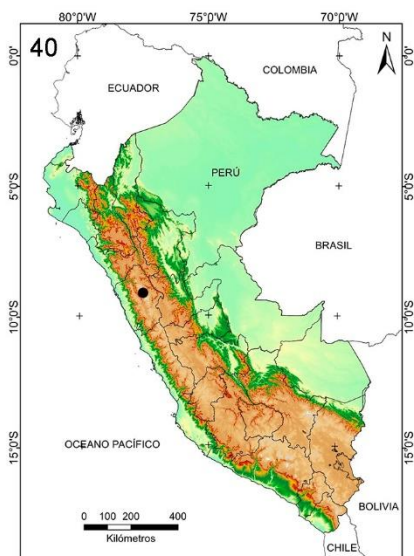 80°0'W 75°0'W 70°0'W
40
N
0°0' 0°0'
COLOMBIA
ECUADOR
PERÚ
5°0'S 5°0'S
BRASIL
10°0'S 10°0'S
15°0'S 15°0'S
OCEANO PACÍFICO
BOLIVIA
0 100 200 400
Kilómetros
CHILE